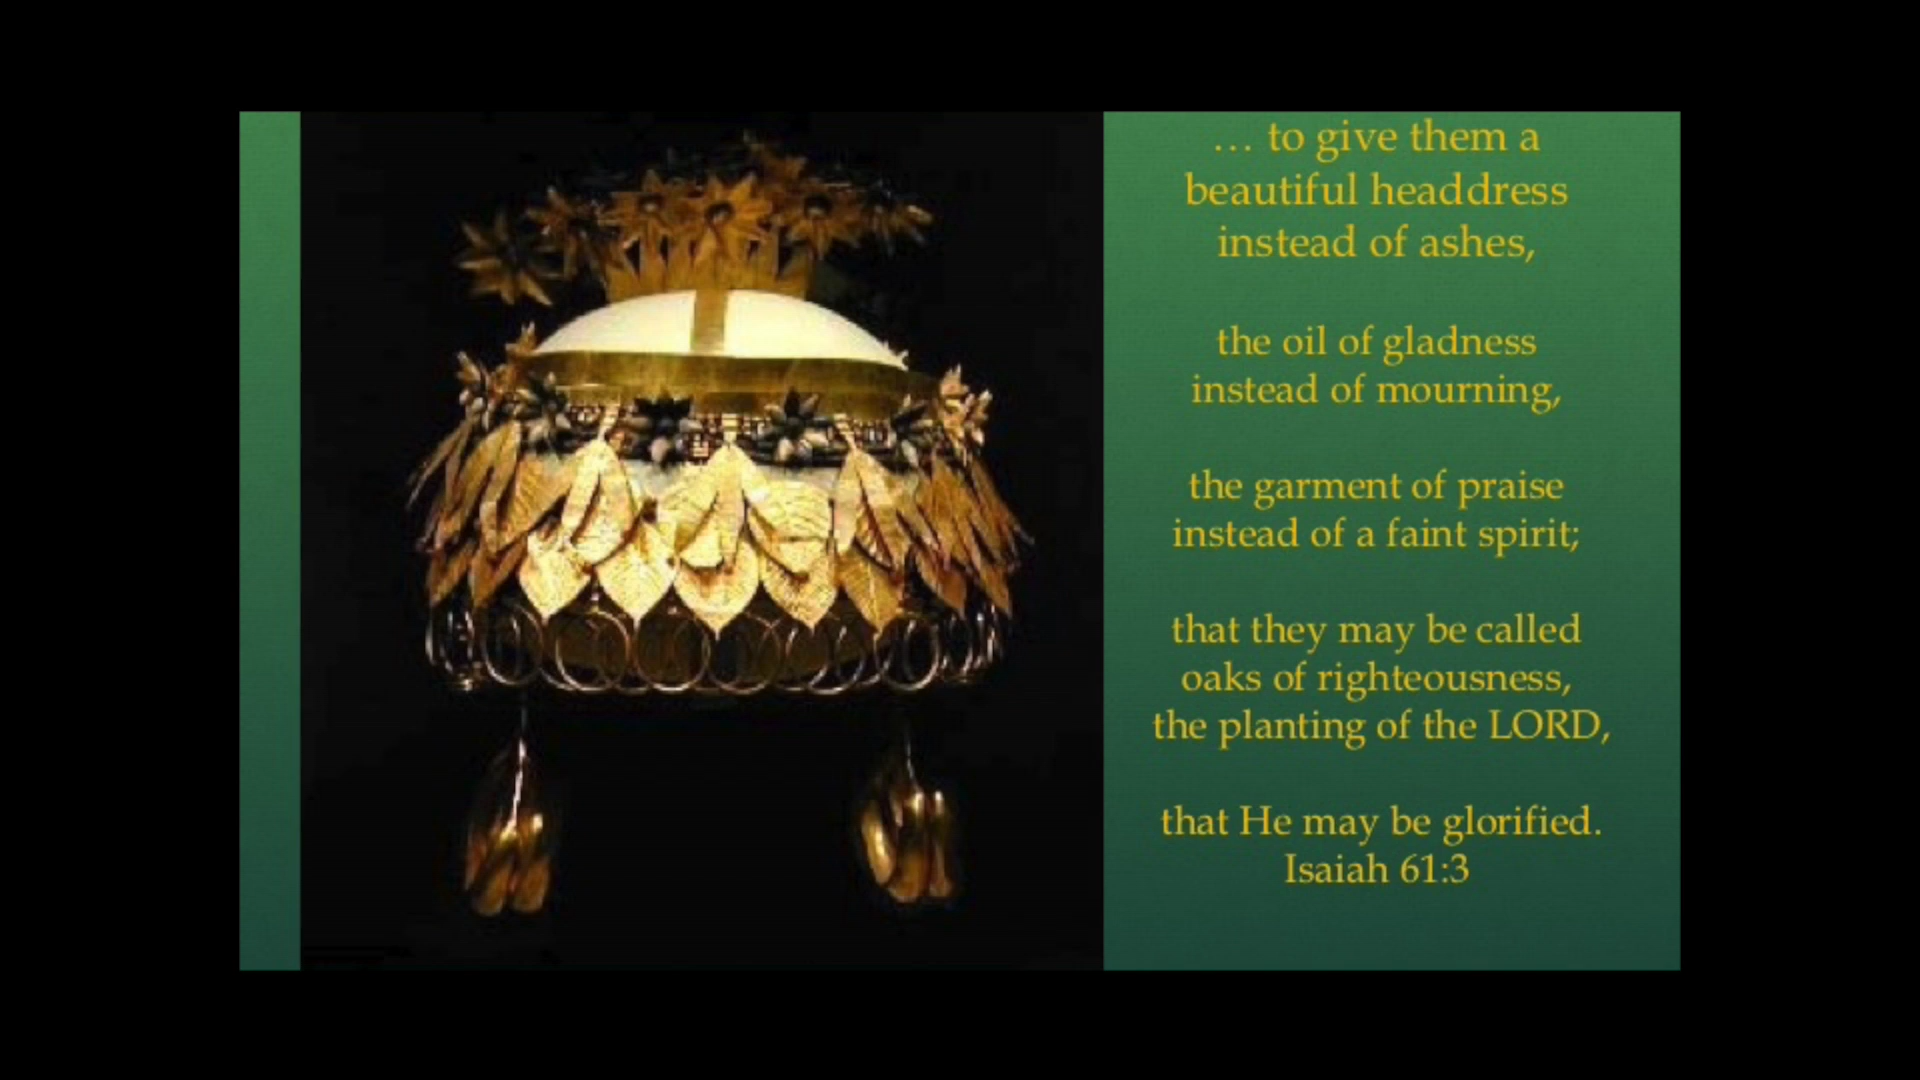 … to give them a
beautiful headdress
instead of ashes,
the oil of gladness
instead of mourning,
the garment of praise
instead of a faint spirit;
that they may be called
oaks of righteousness,
the planting of the LORD,
that He may be glorified.
Isaiah 61:3